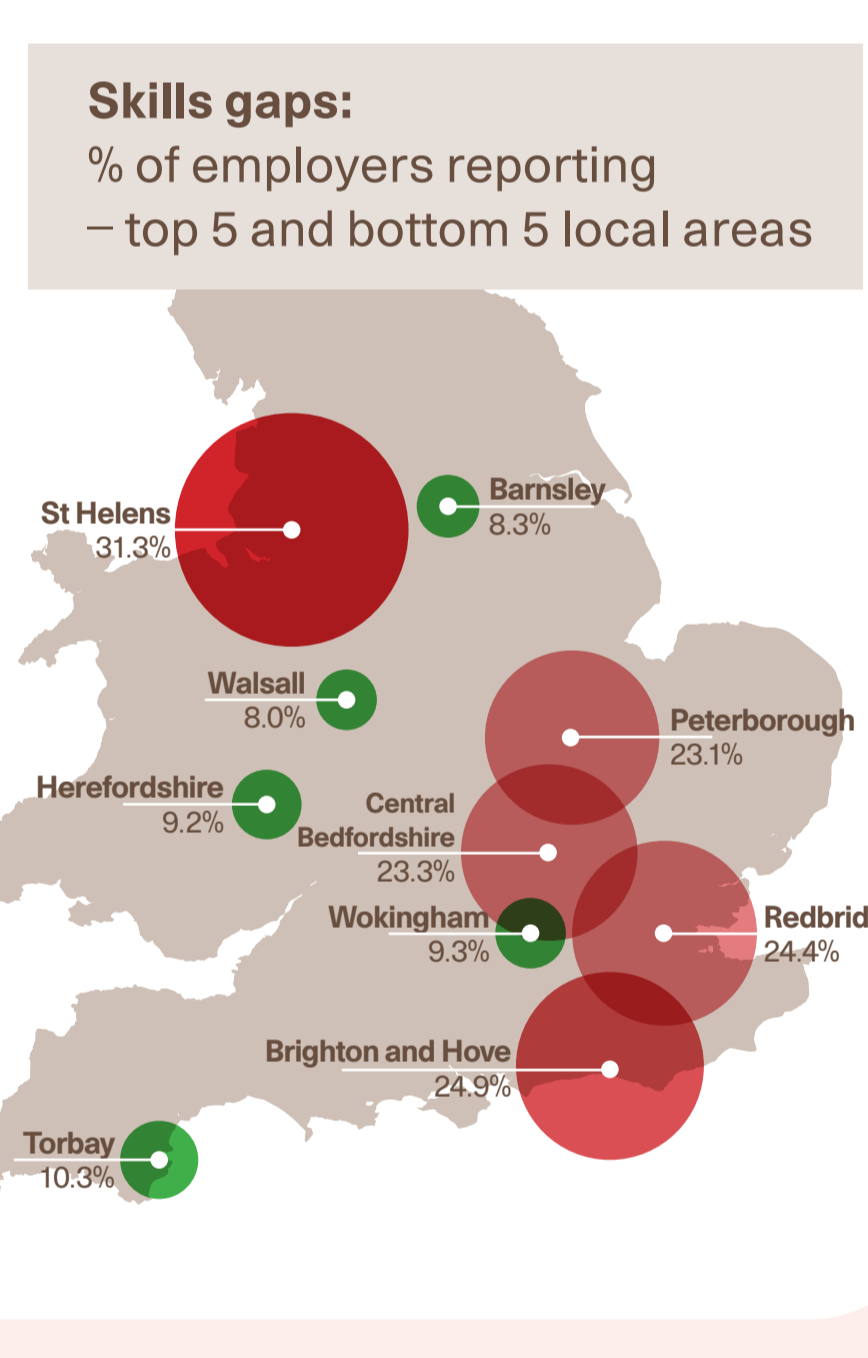 Skills gaps:
% of employers reporting
– top 5 and bottom 5 local areas
St Helens
31.3%
Barnsley
8.3%
Walsall
8.0%
Peterborough
23.1%
Herefordshire
9.2%
Central
Bedfordshire
23.3%
Wokingham
9.3%
Redbrid
24.4%
Brighton and Hove
24.9%
Torbay
10.3%